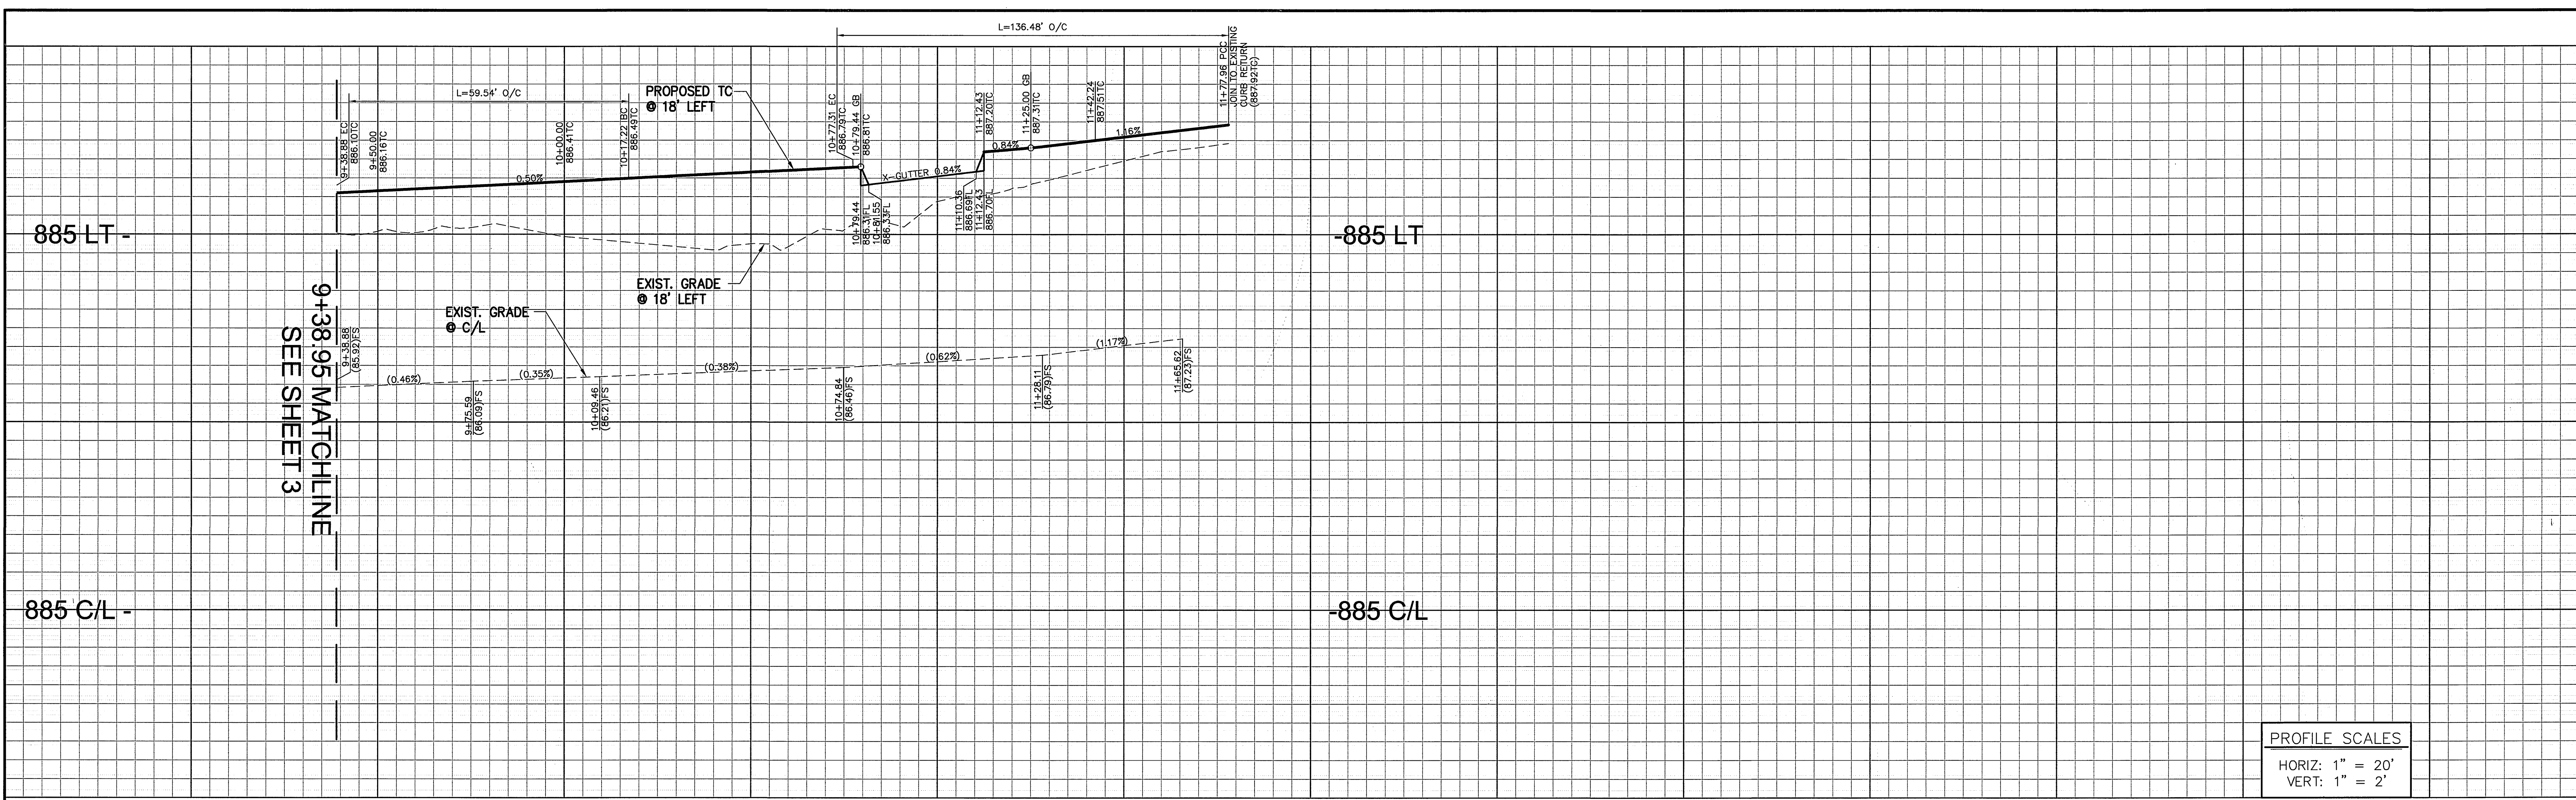 L=136.48' O/C
L=59.54' O/C
PROPOSED TC
@ 18' LEFT
9+38.88 EC
886.10TC
9+50.00
886.16TC
10+00.00
886.41TC
10+17.22 BC
886.49TC
10+77.31 EC
886.79TC
10+79.44 GB
886.81TC
11+12.43
887.20TC
11+25.00 GB
887.31TC
11+42.24
887.51TC
11+77.96 PCC
JOIN TO EXISTING
CURB RETURN
(887.92TC)
0.50%
X-GUTTER 0.84%
0.84%
1.16%
10+79.44
886.31FL
10+81.55
886.33FL
11+10.36
886.69FL
11+12.43
886.70FL
885 LT -
-885 LT
EXIST. GRADE
@ 18' LEFT
EXIST. GRADE
@ C/L
9+38.95 MATCHLINE
SEE SHEET 3
9+38.88
(85.92)FS
(0.46%)
(0.35%)
(0.38%)
(0.62%)
(1.17%)
9+75.59
(86.09)FS
10+09.46
(86.21)FS
10+74.84
(86.46)FS
11+28.11
(86.79)FS
11+65.62
(87.23)FS
885 C/L -
-885 C/L
PROFILE SCALES
HORIZ: 1" = 20'
VERT: 1" = 2'